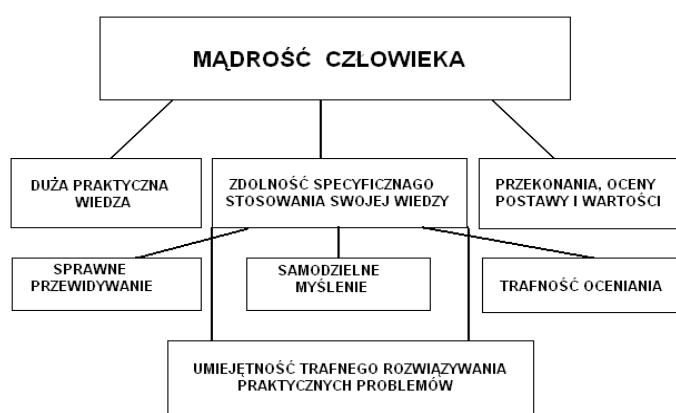 MĄDROŚĆ CZŁOWIEKA
DUŻA PRAKTYCZNA
WIEDZA
ZDOLNOŚĆ SPECYFICZNAGO
STOSOWANIA SWOJEJ WIEDZY
PRZEKONANIA, OCENY
POSTAWY I WARTOŚCI
SPRAWNE
PRZEWIDYWANIE
SAMODZIELNE
MYŚLENIE
TRAFNOŚĆ OCENIANIA
UMIEJĘTNOŚĆ TRAFNEGO ROZWIĄZYWANIA
PRAKTYCZNYCH PROBLEMÓW